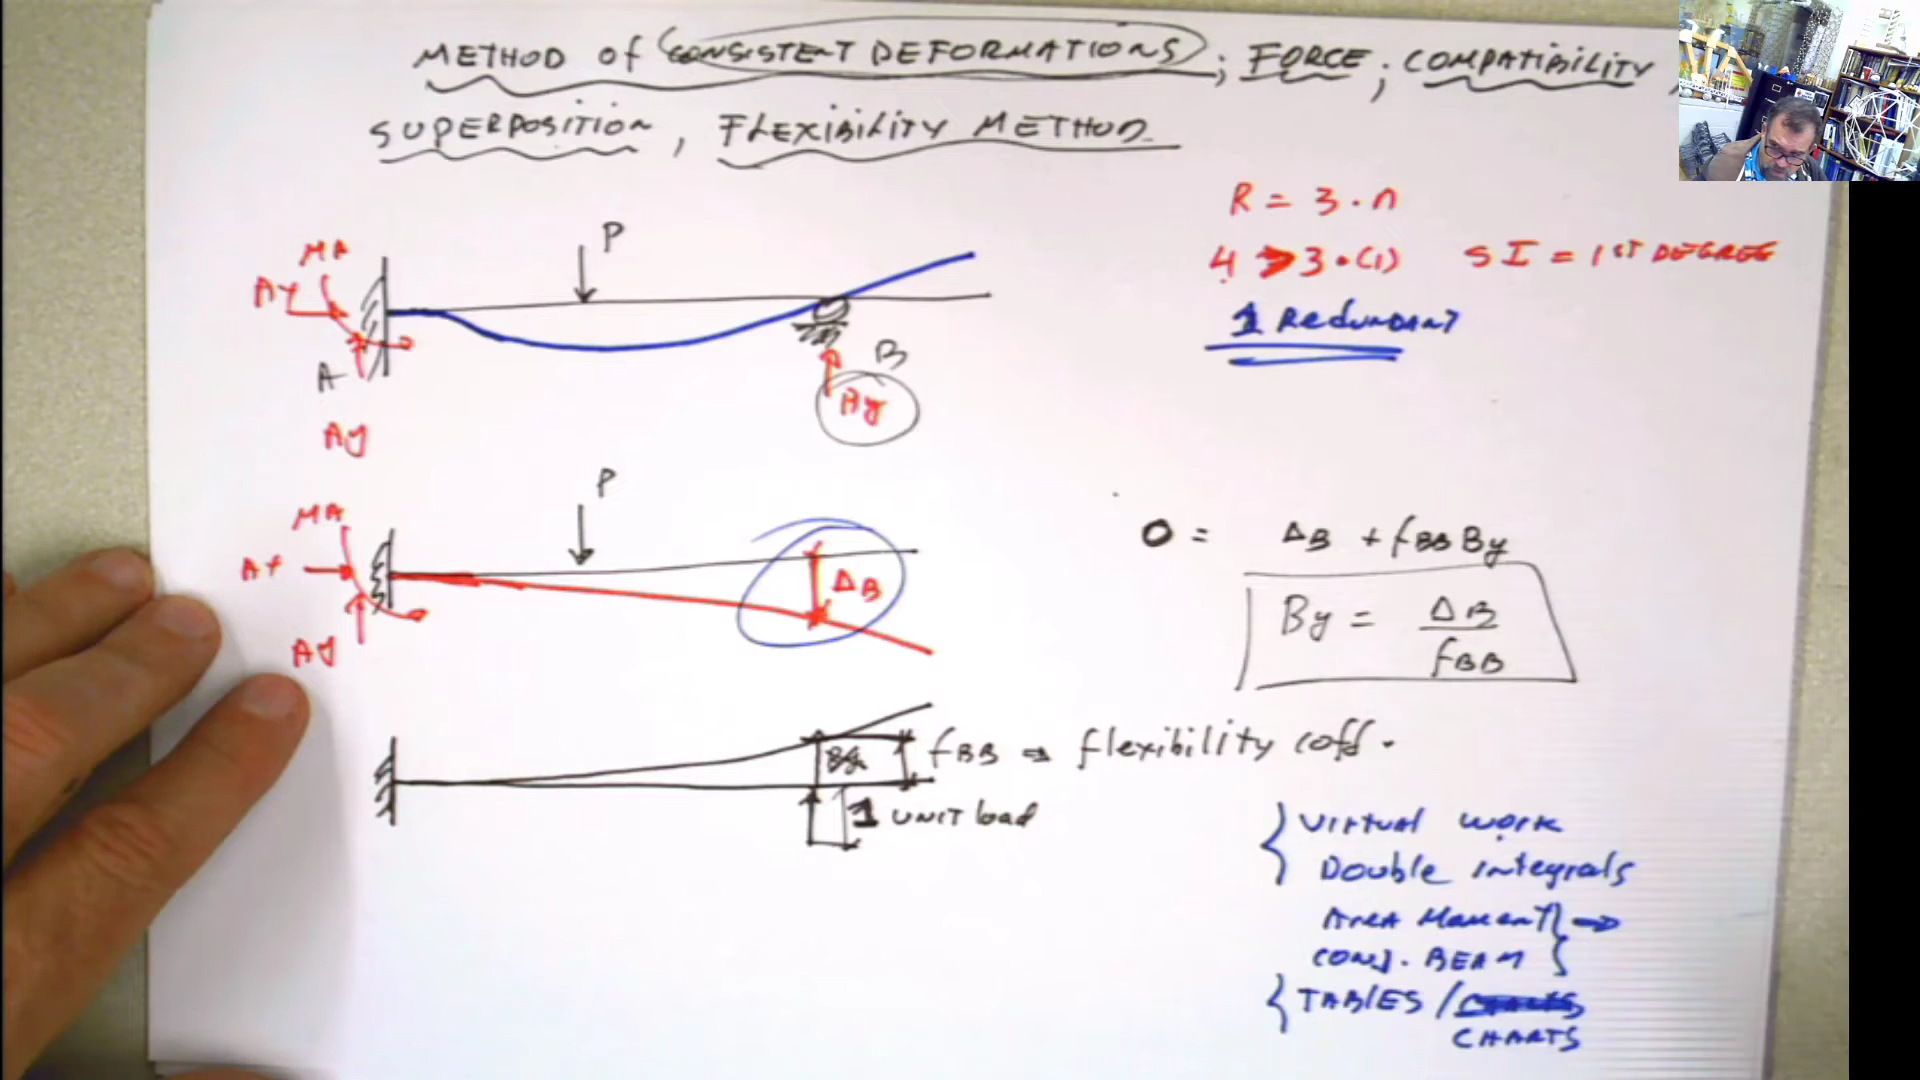 METHOD of CONSISTENT DEFORMATIONS; FORCE; COMPATIBILITY,
SUPERPOSITION, FLEXIBILITY METHOD
R = 3·n
4 > 3·(1) SI = 1ST DEGREE
1 Redundant
P
MA
Ax
A
Ay
B
By
P
MA
Ax
Ay
ΔB
0 = ΔB + fBB By
By = ΔB / fBB
By
fBB → flexibility coff.
1 UNIT load
VIRTUAL WORK
DOUBLE integrals
AREA MOMENT →
CONJ. BEAM
TABLES /
CHARTS